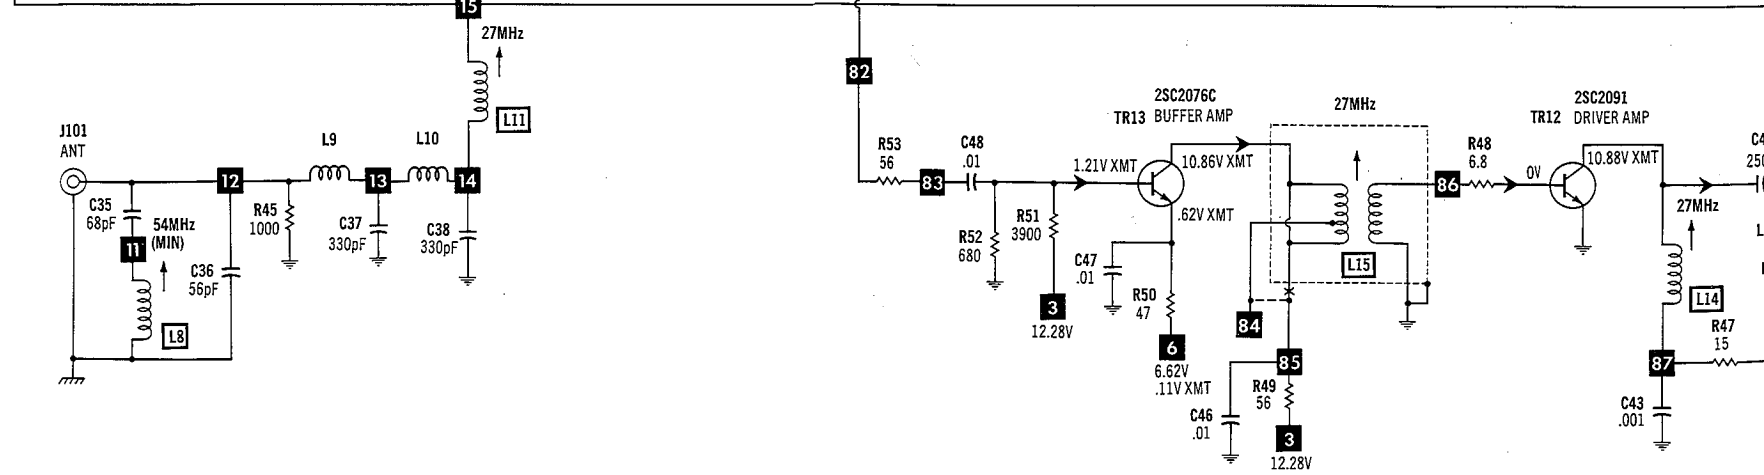 15
27MHz
L11
J101
ANT
L9
L10
12
13
14
C35
68pF
54MHz
(MIN)
11
R45
1000
C37
330pF
C38
330pF
C36
56pF
L8
82
R53
56
83
C48
.01
1.21V XMT
2SC2076C
TR13 BUFFER AMP
10.86V XMT
.62V XMT
R52
680
R51
3900
3
12.28V
C47
.01
R50
47
6
6.62V
.11V XMT
27MHz
L15
84
85
C46
.01
R49
56
3
12.28V
86
R48
6.8
0V
2SC2091
TR12 DRIVER AMP
10.88V XMT
27MHz
L14
87
R47
15
C43
.001